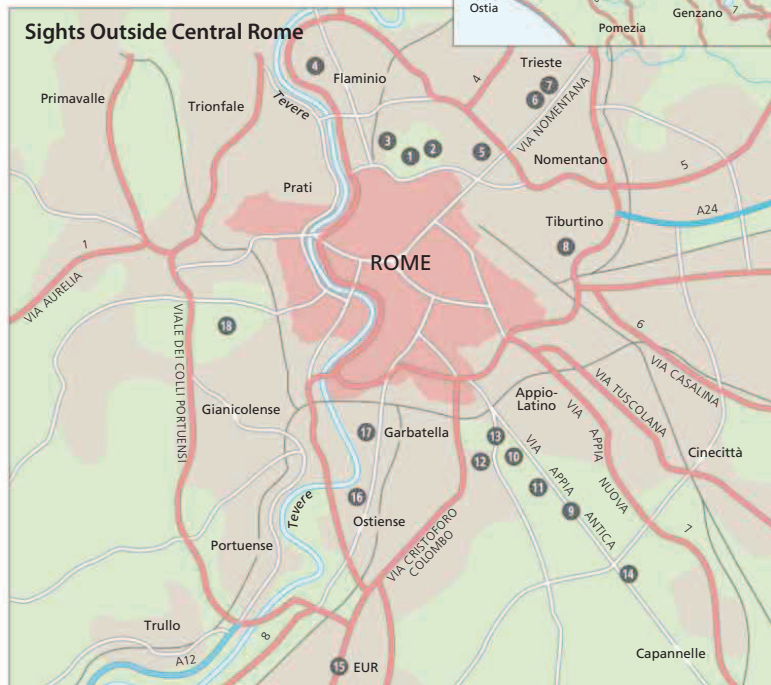 Sights Outside Central Rome
Ostia
Pomezia
Genzano
7
4
Flaminio
Trieste
7
6
4
Primavalle
Trionfale
Tevere
VIA NOMENTANA
3
1
2
5
Nomentano
5
Prati
Tiburtino
A24
8
ROME
1
VIA AURELIA
VIALE DEI COLLI PORTUENSI
18
6
VIA CASALINA
VIA TUSCOLANA
Gianicolense
Appio-
Latino
VIA APPIA NUOVA
17
Garbatella
13
12
10
VIA APPIA ANTICA
Cinecittà
11
16
Ostiense
9
Tevere
VIA CRISTOFORO
COLOMBO
7
Portuense
14
Trullo
8
A12
Capannelle
15
EUR